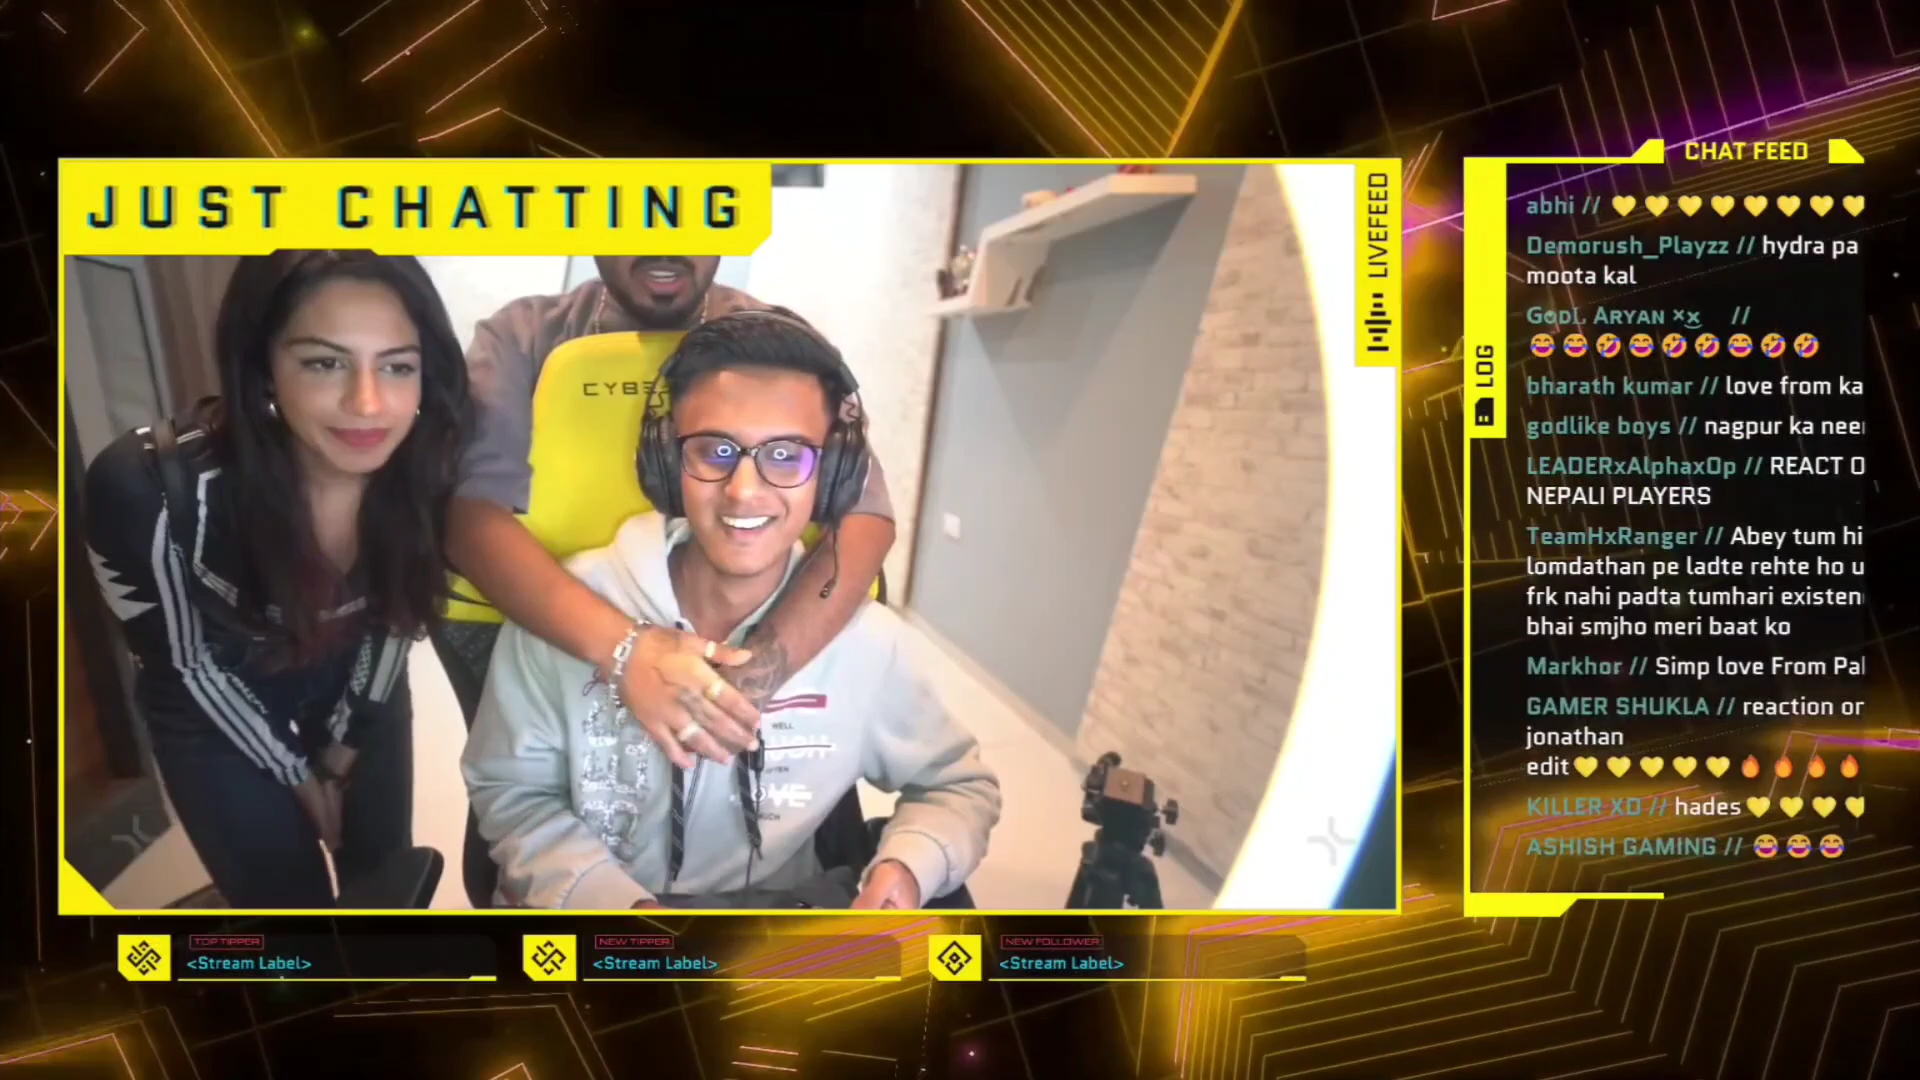 JUST CHATTING
LIVEFEED
CYBE
WELL
LOG
CHAT FEED
abhi // 💛 💛 💛 💛 💛 💛 💛 💛
Demorush_Playzz // hydra pa
moota kal
GodL Aryan ×͜× //
😂 😂 🤣 😂 🤣 🤣 😂 🤣 🤣
bharath kumar // love from ka
godlike boys // nagpur ka nee
LEADERxAlphaxOp // REACT O
NEPALI PLAYERS
TeamHxRanger // Abey tum hi
lomdathan pe ladte rehte ho u
frk nahi padta tumhari existen
bhai smjho meri baat ko
Markhor // Simp love From Pa
GAMER SHUKLA // reaction or
jonathan
edit💛 💛 💛 💛 💛 🔥 🔥 🔥 🔥
KILLER XD // hades💛 💛 💛 💛
ASHISH GAMING // 😂 😂 😂
TOP TIPPER
<Stream Label>
NEW TIPPER
<Stream Label>
NEW FOLLOWER
<Stream Label>